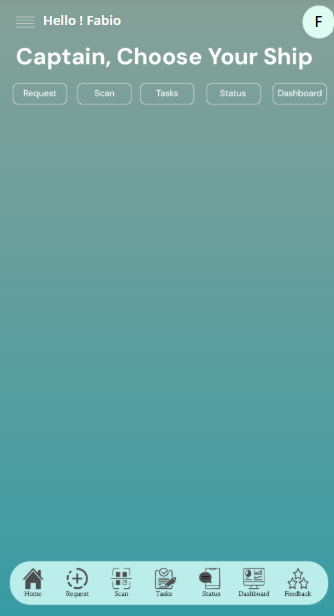 Hello ! Fabio
F
Captain, Choose Your Ship
Request Scan Tasks Status Dashboard
Home Request Scan Tasks Status Dashboard Feedback